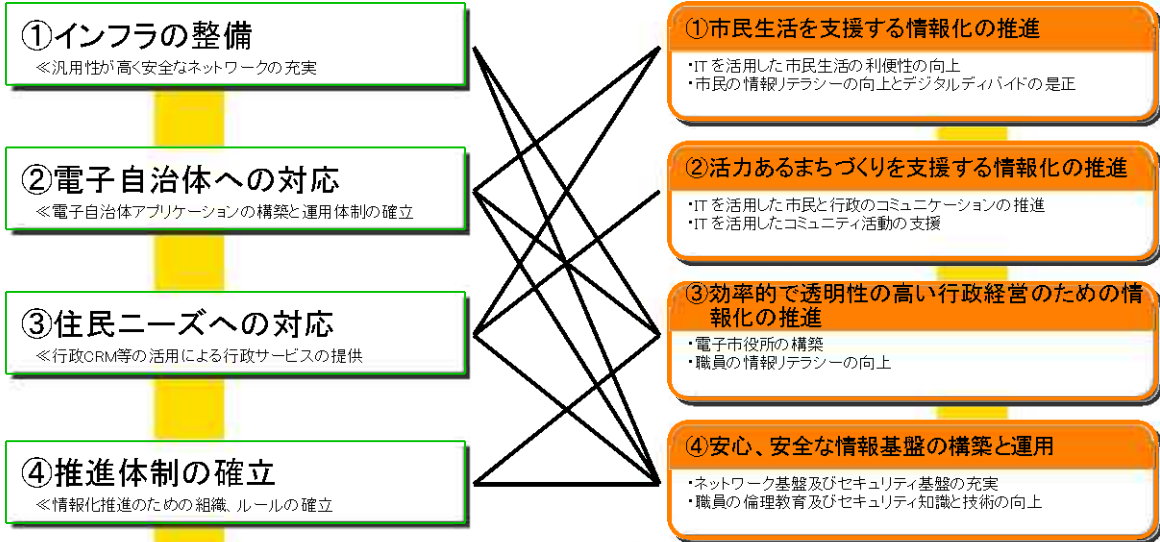 ①インフラの整備
≪汎用性が高く安全なネットワークの充実
②電子自治体への対応
≪電子自治体アプリケーションの構築と運用体制の確立
③住民ニーズへの対応
≪行政CRM等の活用による行政サービスの提供
④推進体制の確立
≪情報化推進のための組織、ルールの確立
①市民生活を支援する情報化の推進
・ITを活用した市民生活の利便性の向上
・市民の情報リテラシーの向上とデジタルディバイドの是正
②活力あるまちづくりを支援する情報化の推進
・ITを活用した市民と行政のコミュニケーションの推進
・ITを活用したコミュニティ活動の支援
③効率的で透明性の高い行政経営のための情
報化の推進
・電子市役所の構築
・職員の情報リテラシーの向上
④安心、安全な情報基盤の構築と運用
・ネットワーク基盤及びセキュリティ基盤の充実
・職員の倫理教育及びセキュリティ知識と技術の向上